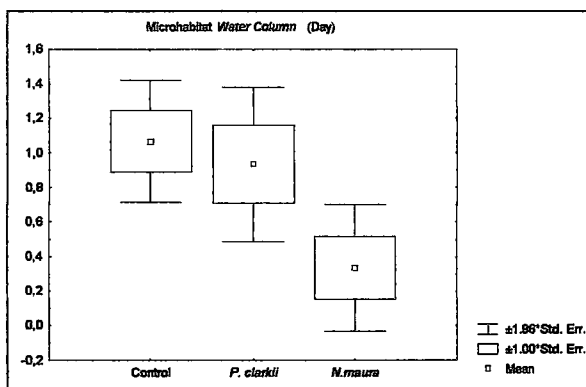 Microhabitat Water Column (Day)
1,6
1,4
1,2
1,0
0,8
0,6
0,4
0,2
0,0
-0,2
Control
P. clarkii
N.maura
±1.96*Std. Err.
±1.00*Std. Err.
Mean